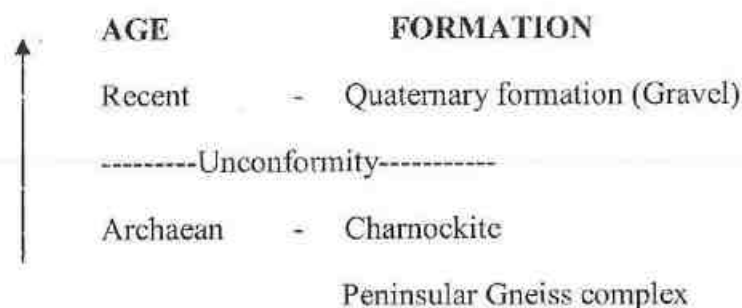 AGE FORMATION
Recent - Quaternary formation (Gravel)
---------Unconformity-----------
Archaean - Charnockite
Peninsular Gneiss complex